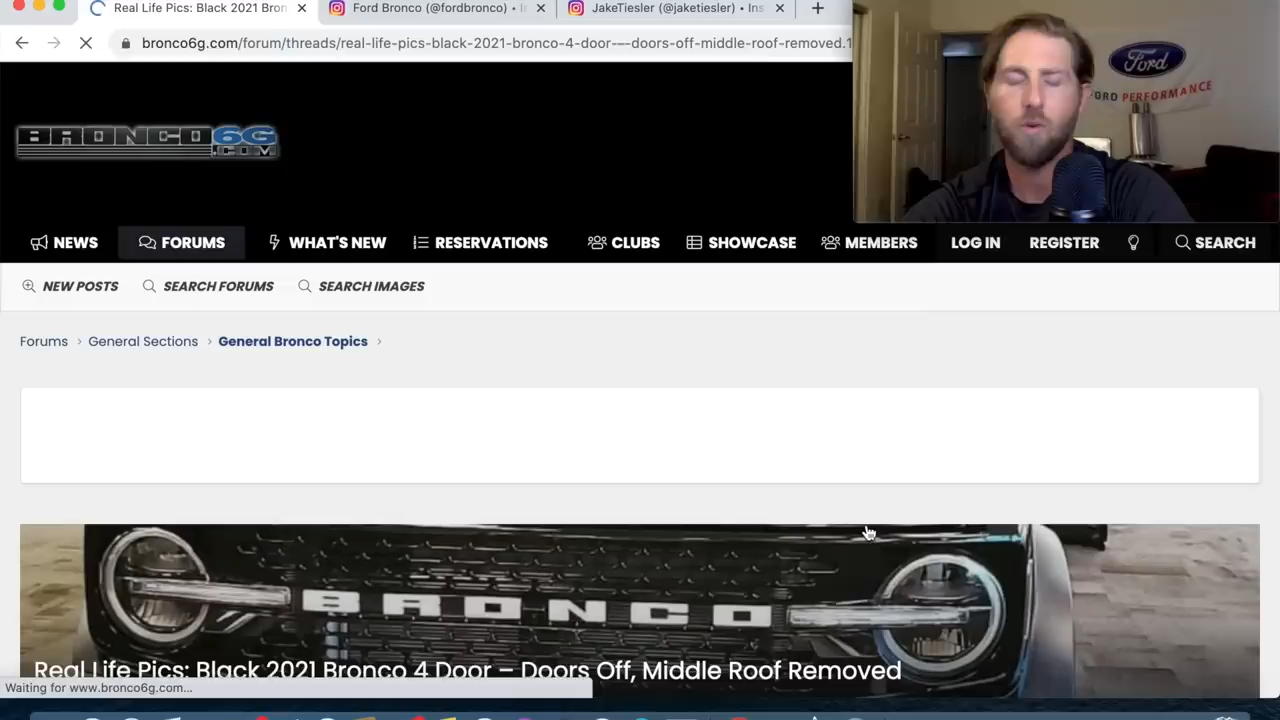 Real Life Pics: Black 2021 Bron
Ford Bronco (@fordbronco) • I
JakeTiesler (@jaketiesler) • Ins
bronco6g.com/forum/threads/real-life-pics-black-2021-bronco-4-door-–-doors-off-middle-roof-removed.1
Ford
FORD PERFORMANCE
BRONCO6G
.COM
NEWS
FORUMS
WHAT'S NEW
RESERVATIONS
CLUBS
SHOWCASE
MEMBERS
LOG IN
REGISTER
SEARCH
NEW POSTS
SEARCH FORUMS
SEARCH IMAGES
Forums
General Sections
General Bronco Topics
BRONCO
Real Life Pics: Black 2021 Bronco 4 Door – Doors Off, Middle Roof Removed
Waiting for www.bronco6g.com...